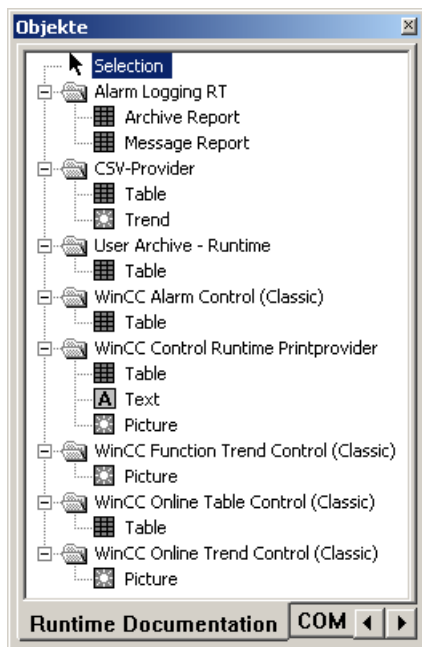 Objekte
Selection
Alarm Logging RT
Archive Report
Message Report
CSV-Provider
Table
Trend
User Archive - Runtime
Table
WinCC Alarm Control (Classic)
Table
WinCC Control Runtime Printprovider
Table
A Text
Picture
WinCC Function Trend Control (Classic)
Picture
WinCC Online Table Control (Classic)
Table
WinCC Online Trend Control (Classic)
Picture
Runtime Documentation COM